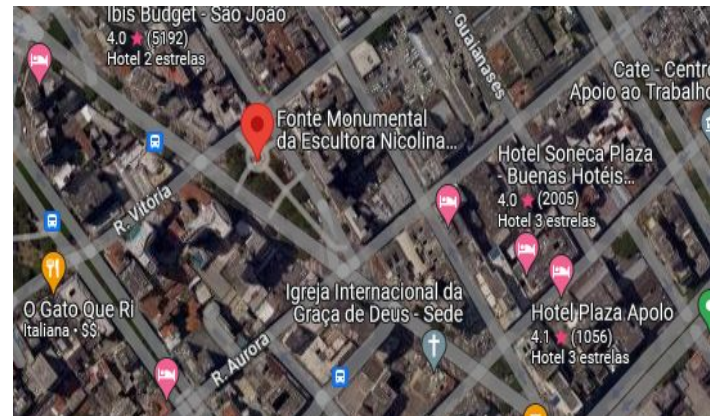 Ibis Budget - São João
4.0 ★ (5192)
Hotel 2 estrelas
Guaianases
Cate - Centro
Apoio ao Trabalho
Fonte Monumental
da Escultora Nicolina...
Hotel Soneca Plaza
- Buenas Hotéis...
4.0 ★ (2005)
Hotel 3 estrelas
R. Vitória
O Gato Que Ri
Italiana • $$
Igreja Internacional da
Graça de Deus - Sede
Hotel Plaza Apolo
4.1 ★ (1056)
Hotel 3 estrelas
R. Aurora